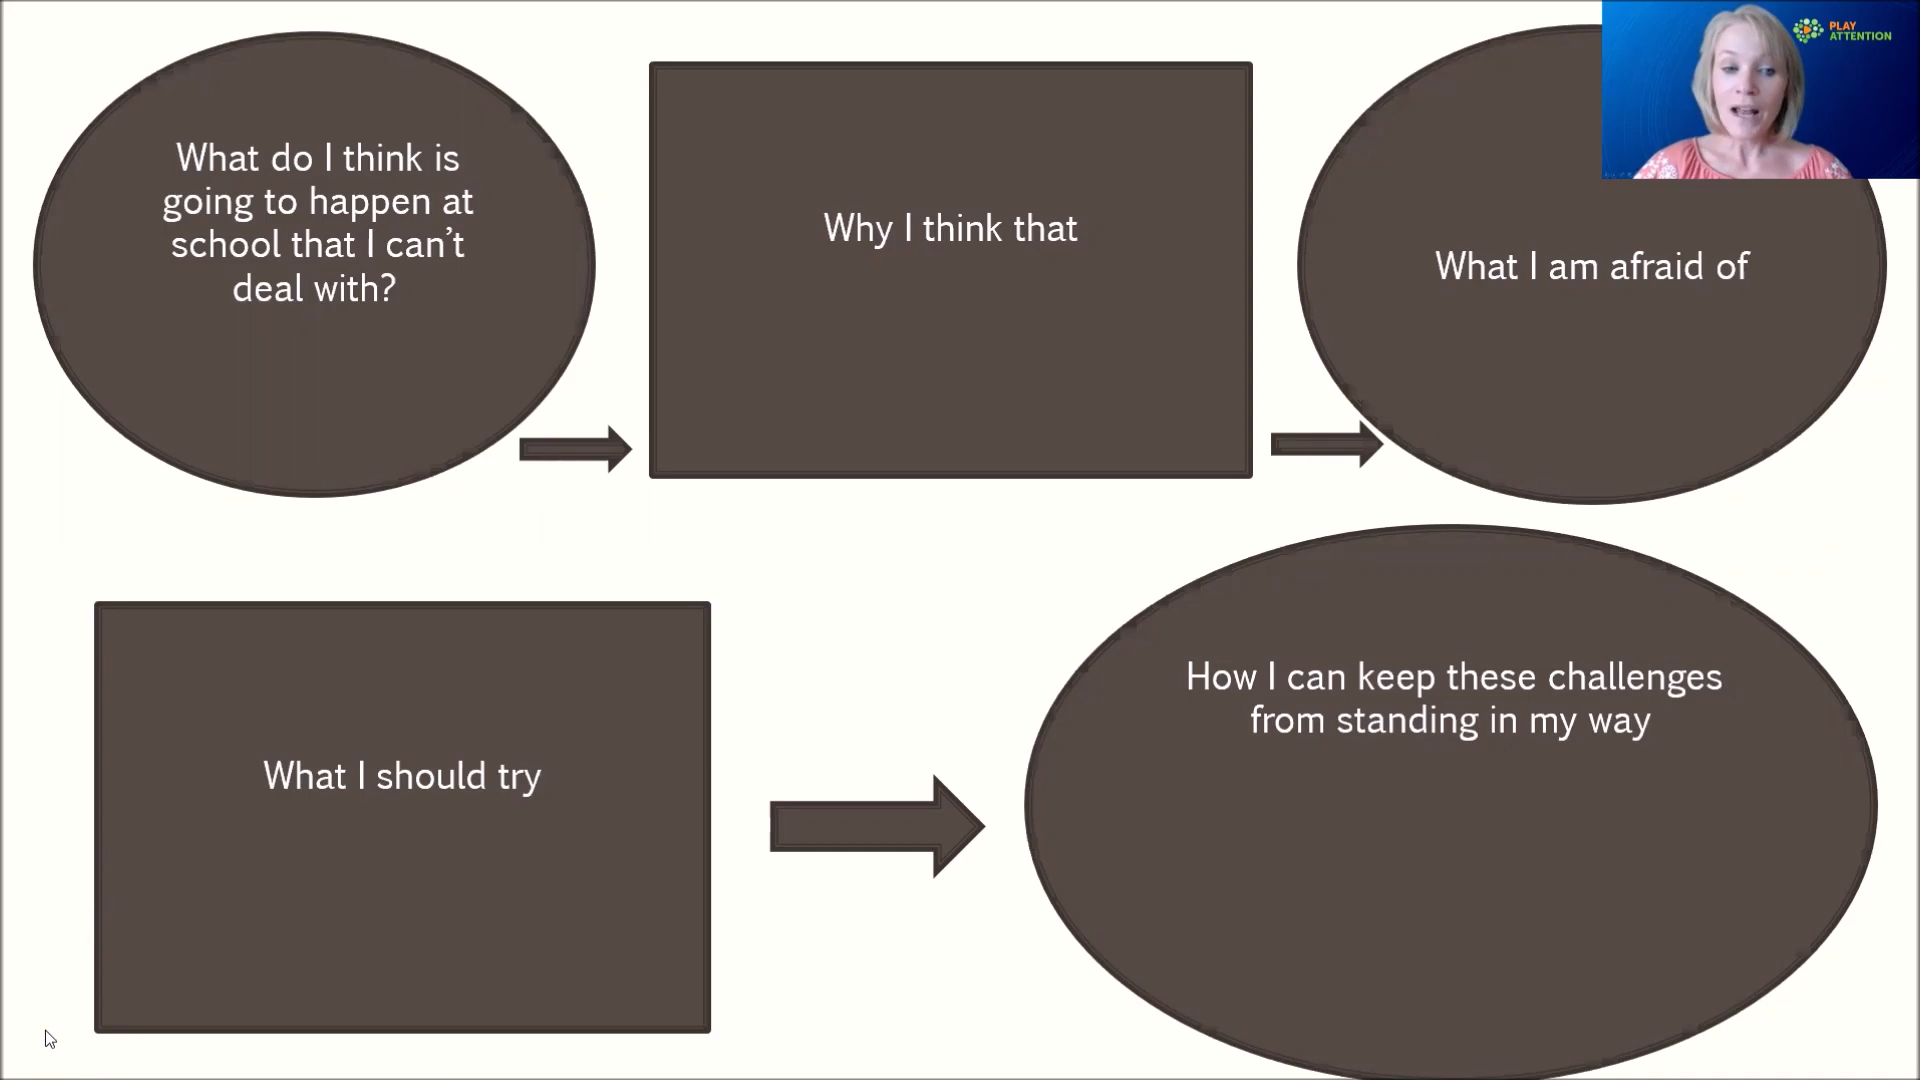 What do I think is
going to happen at
school that I can’t
deal with?
Why I think that
What I am afraid of
PLAY
ATTENTION
What I should try
How I can keep these challenges
from standing in my way